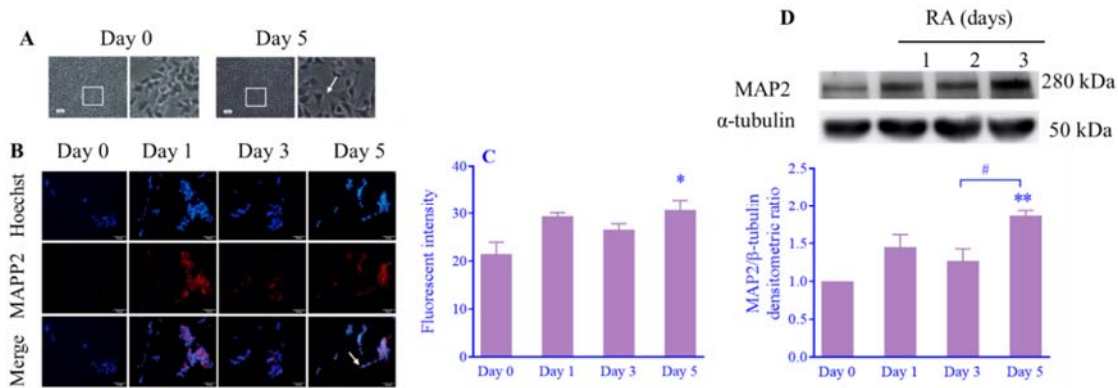 A
Day 0 Day 5
B
Day 0 Day 1 Day 3 Day 5
Hoechst
MAPP2
Merge
C
Fluorescent intensity
40
30
20
10
0
*
Day 0 Day 1 Day 3 Day 5
D
RA (days)
1 2 3
MAP2 280 kDa
α-tubulin 50 kDa
MAP2/β-tubulin
densitometric ratio
2.5
2.0
1.5
1.0
0.5
0.0
#
**
Day 0 Day 1 Day 3 Day 5